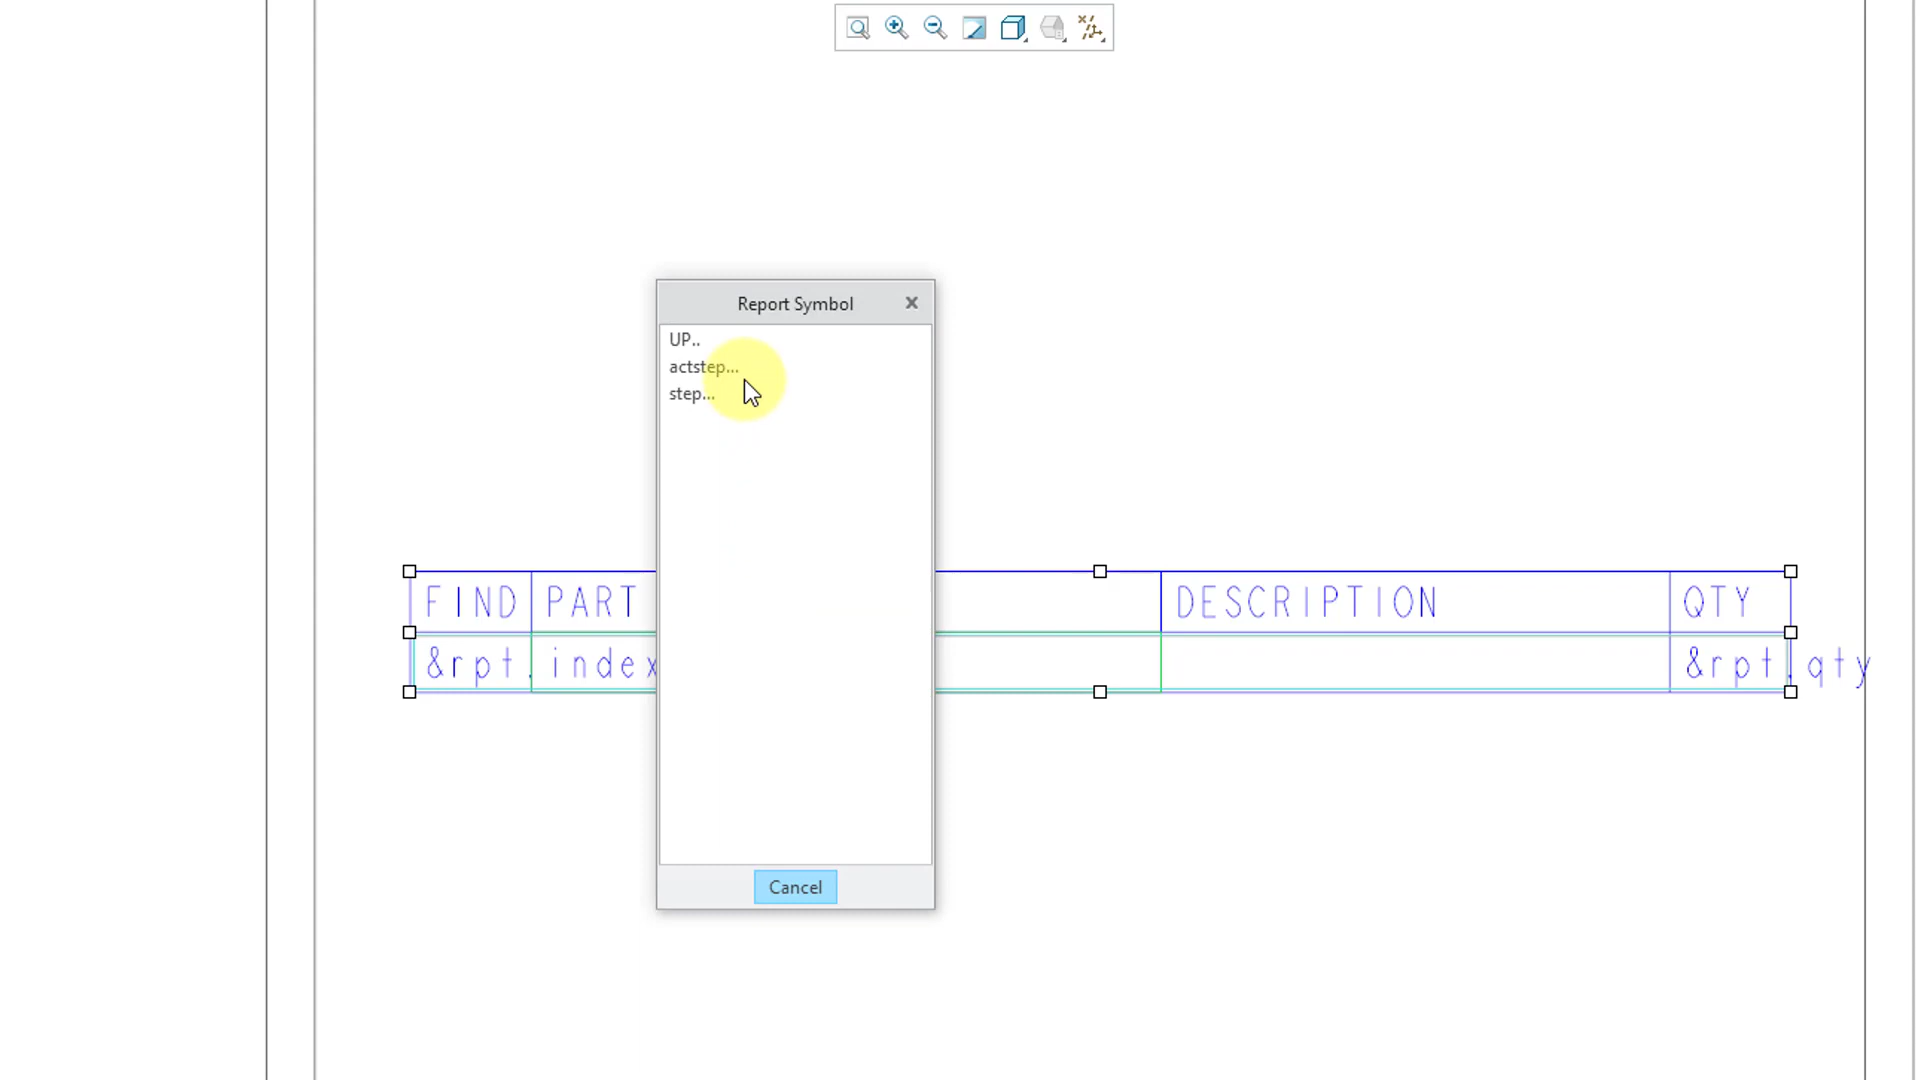 Report Symbol
UP..
actstep...
step...
FIND PART DESCRIPTION QTY
&rpt.index &rpt.qty
Cancel